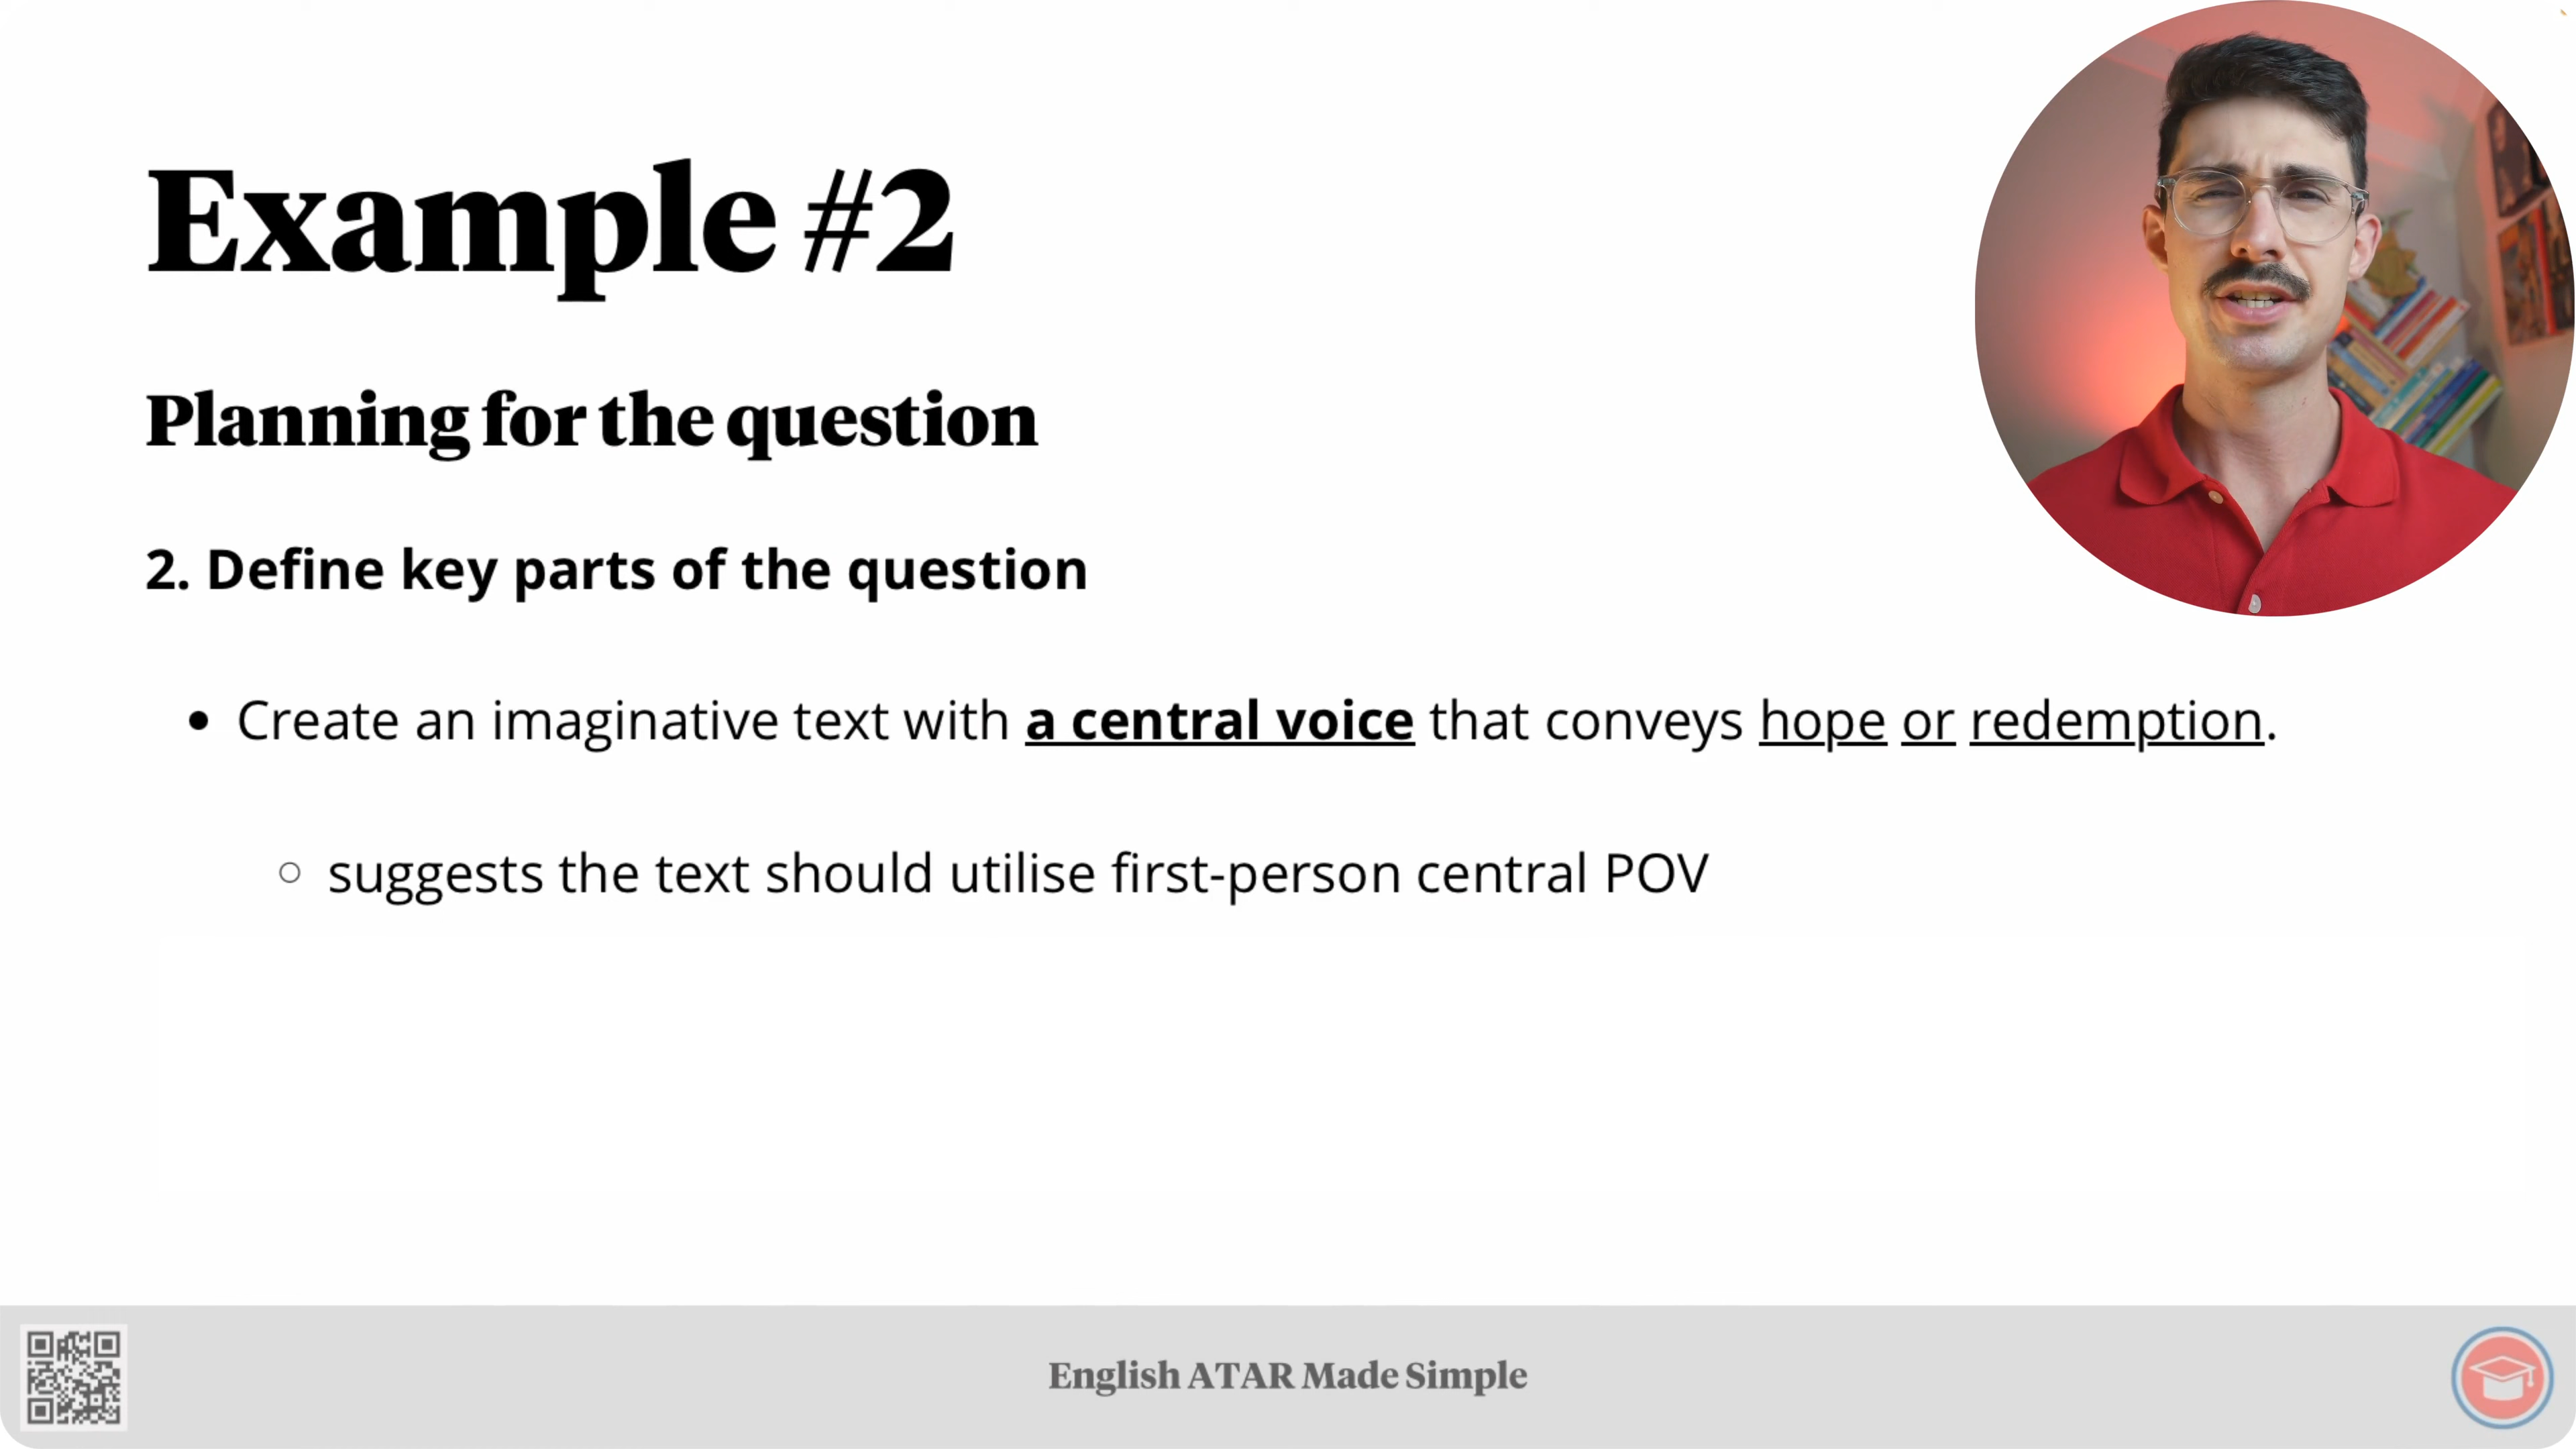 Example #2
Planning for the question
2. Define key parts of the question
• Create an imaginative text with a central voice that conveys hope or redemption.
○ suggests the text should utilise first-person central POV
English ATAR Made Simple